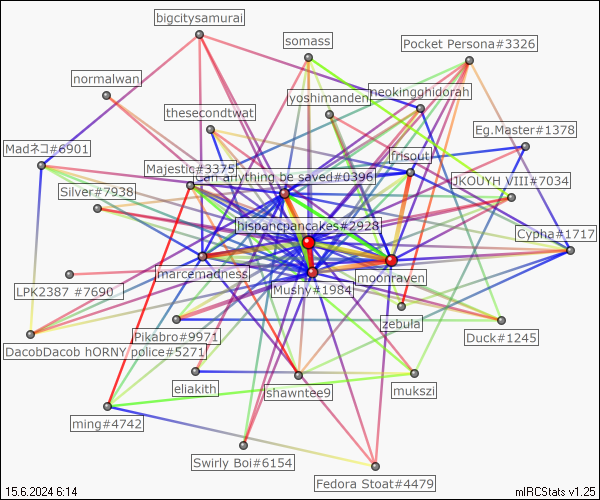 bigcitysamurai
somass
Pocket Persona#3326
normalwan
neokingghidorah
yoshimanden
thesecondtwat
Eg.Master#1378
Madネコ#6901
frisout
Majestic#3375
can anything be saved#0396
JKOUYH VIII#7034
Silver#7938
hispancpancakes#2928
Cypha#1717
marcemadness
moonraven
LPK2387 #7690
Mushy#1984
zebula
Pikabro#9971
Duck#1245
DacobDacob hORNY police#5271
eliakith
shawntee9
mukszi
ming#4742
Swirly Boi#6154
Fedora Stoat#4479
15.6.2024 6:14
mIRCStats v1.25